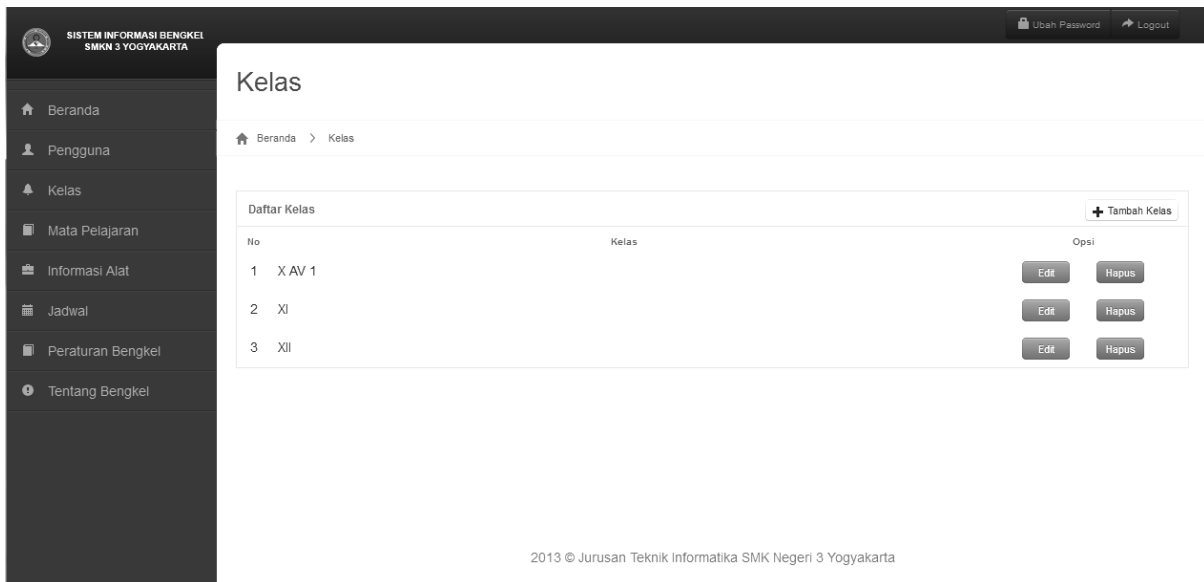 SISTEM INFORMASI BENGKEL
SMKN 3 YOGYAKARTA
Ubah Password
Logout
Beranda
Pengguna
Kelas
Mata Pelajaran
Informasi Alat
Jadwal
Peraturan Bengkel
Tentang Bengkel
Kelas
Beranda > Kelas
Daftar Kelas
Tambah Kelas
No Kelas Opsi
1 X AV 1 Edit Hapus
2 XI Edit Hapus
3 XII Edit Hapus
2013 © Jurusan Teknik Informatika SMK Negeri 3 Yogyakarta